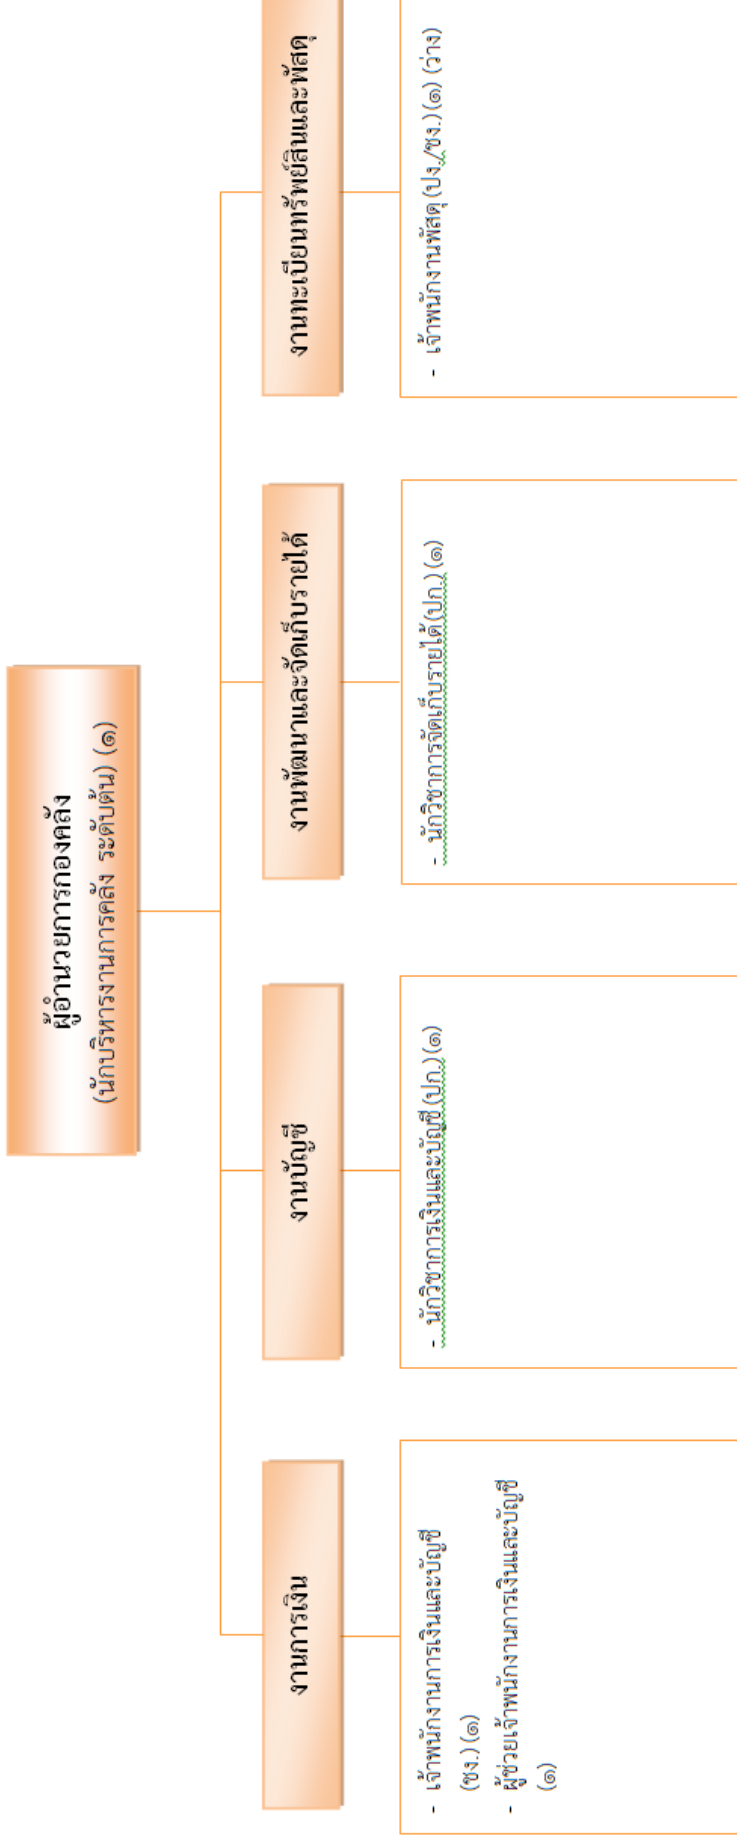 ผู้อำนวยการกองคลัง
(นักบริหารงานการคลัง ระดับต้น) (๑)
งานการเงิน
งานบัญชี
งานพัฒนาและจัดเก็บรายได้
งานทะเบียนทรัพย์สินและพัสดุ
- เจ้าพนักงานการเงินและบัญชี
(ชง.) (๑)
- ผู้ช่วยเจ้าพนักงานการเงินและบัญชี
(๑)
- นักวิชาการเงินและบัญชี (ปก.) (๑)
- นักวิชาการจัดเก็บรายได้(ปก.) (๑)
- เจ้าพนักงานพัสดุ (ปง./ชง.) (๑) (ว่าง)